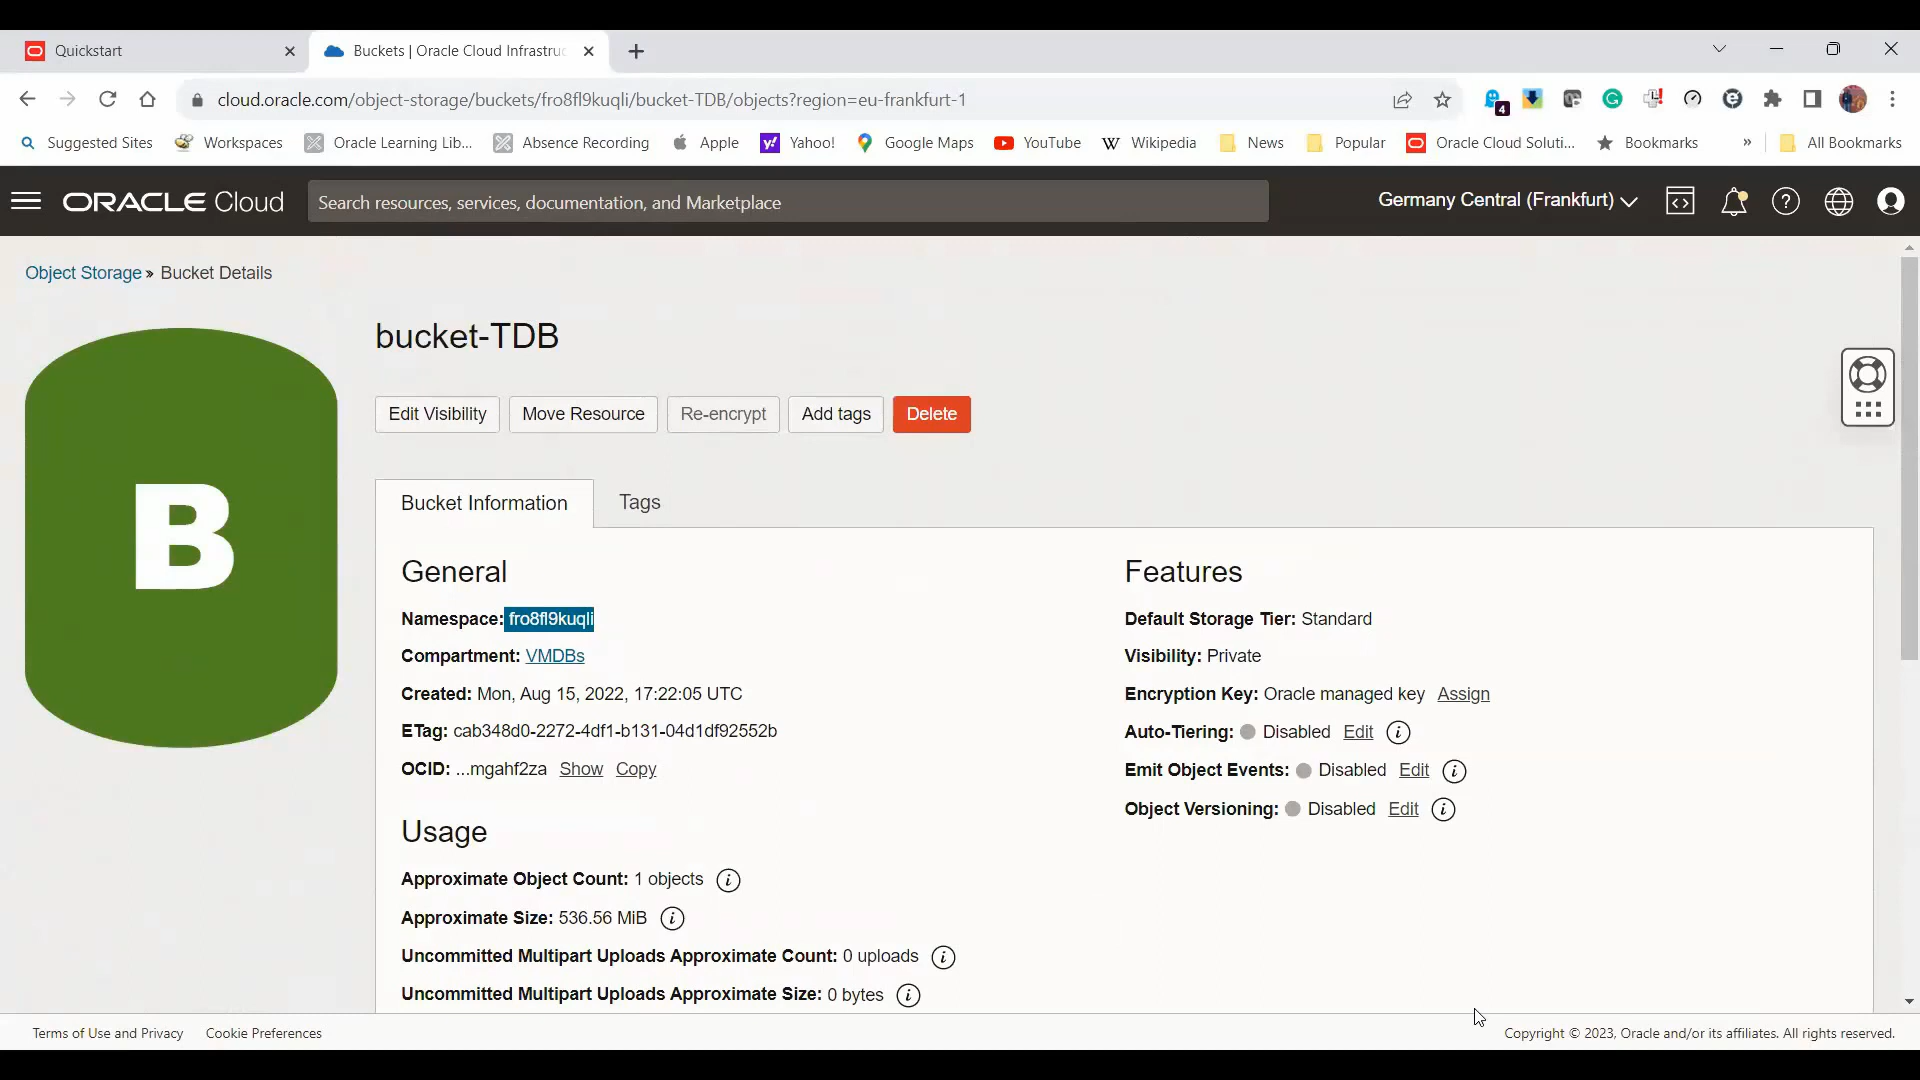 Quickstart
Buckets | Oracle Cloud Infrastruc
cloud.oracle.com/object-storage/buckets/fro8fl9kuqli/bucket-TDB/objects?region=eu-frankfurt-1
4
Suggested Sites
Workspaces
Oracle Learning Lib...
Absence Recording
Apple
Yahoo!
Google Maps
YouTube
Wikipedia
News
Popular
Oracle Cloud Soluti...
Bookmarks
All Bookmarks
ORACLE Cloud
Search resources, services, documentation, and Marketplace
Germany Central (Frankfurt)
Object Storage » Bucket Details
B
bucket-TDB
Edit Visibility
Move Resource
Re-encrypt
Add tags
Delete
Bucket Information
Tags
General
Namespace: fro8fl9kuqli
Compartment: VMDBs
Created: Mon, Aug 15, 2022, 17:22:05 UTC
ETag: cab348d0-2272-4df1-b131-04d1df92552b
OCID: ...mgahf2za Show Copy
Usage
Approximate Object Count: 1 objects
Approximate Size: 536.56 MiB
Uncommitted Multipart Uploads Approximate Count: 0 uploads
Uncommitted Multipart Uploads Approximate Size: 0 bytes
Features
Default Storage Tier: Standard
Visibility: Private
Encryption Key: Oracle managed key Assign
Auto-Tiering: Disabled Edit
Emit Object Events: Disabled Edit
Object Versioning: Disabled Edit
Terms of Use and Privacy
Cookie Preferences
Copyright © 2023, Oracle and/or its affiliates. All rights reserved.